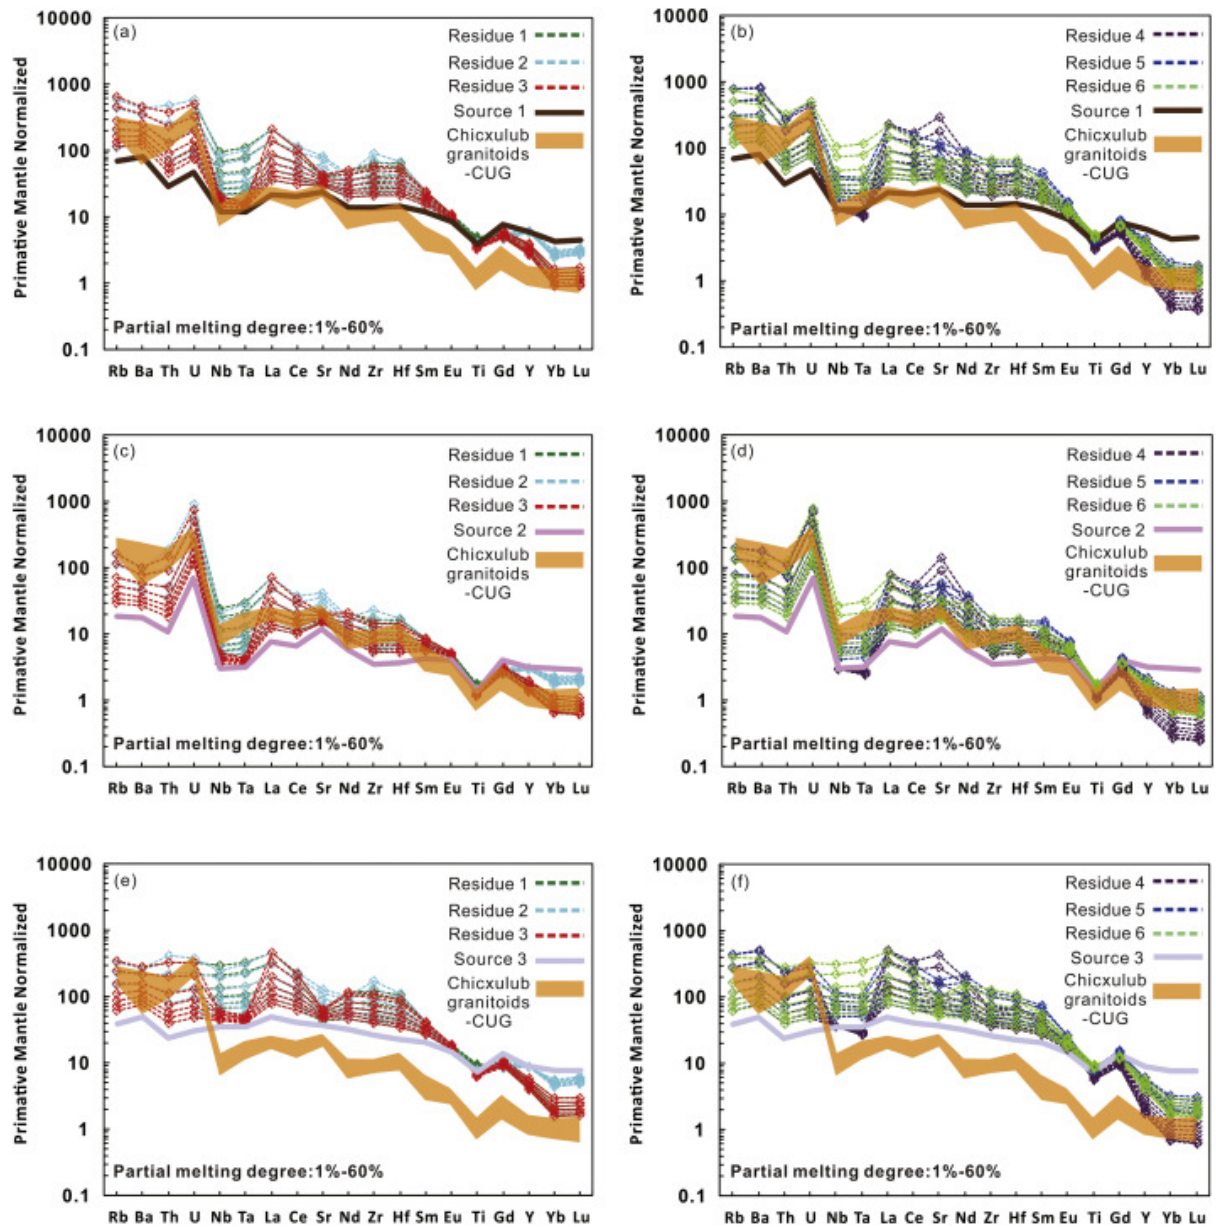 (a)
Primative Mantle Normalized
10000
1000
100
10
1
0.1
Residue 1
Residue 2
Residue 3
Source 1
Chicxulub
granitoids
-CUG
Partial melting degree:1%-60%
Rb Ba Th U Nb Ta La Ce Sr Nd Zr Hf Sm Eu Ti Gd Y Yb Lu
(b)
Primative Mantle Normalized
10000
1000
100
10
1
0.1
Residue 4
Residue 5
Residue 6
Source 1
Chicxulub
granitoids
-CUG
Partial melting degree:1%-60%
Rb Ba Th U Nb Ta La Ce Sr Nd Zr Hf Sm Eu Ti Gd Y Yb Lu
(c)
Primative Mantle Normalized
10000
1000
100
10
1
0.1
Residue 1
Residue 2
Residue 3
Source 2
Chicxulub
granitoids
-CUG
Partial melting degree:1%-60%
Rb Ba Th U Nb Ta La Ce Sr Nd Zr Hf Sm Eu Ti Gd Y Yb Lu
(d)
Primative Mantle Normalized
10000
1000
100
10
1
0.1
Residue 4
Residue 5
Residue 6
Source 2
Chicxulub
granitoids
-CUG
Partial melting degree:1%-60%
Rb Ba Th U Nb Ta La Ce Sr Nd Zr Hf Sm Eu Ti Gd Y Yb Lu
(e)
Primative Mantle Normalized
10000
1000
100
10
1
0.1
Residue 1
Residue 2
Residue 3
Source 3
Chicxulub
granitoids
-CUG
Partial melting degree:1%-60%
Rb Ba Th U Nb Ta La Ce Sr Nd Zr Hf Sm Eu Ti Gd Y Yb Lu
(f)
Primative Mantle Normalized
10000
1000
100
10
1
0.1
Residue 4
Residue 5
Residue 6
Source 3
Chicxulub
granitoids
-CUG
Partial melting degree:1%-60%
Rb Ba Th U Nb Ta La Ce Sr Nd Zr Hf Sm Eu Ti Gd Y Yb Lu